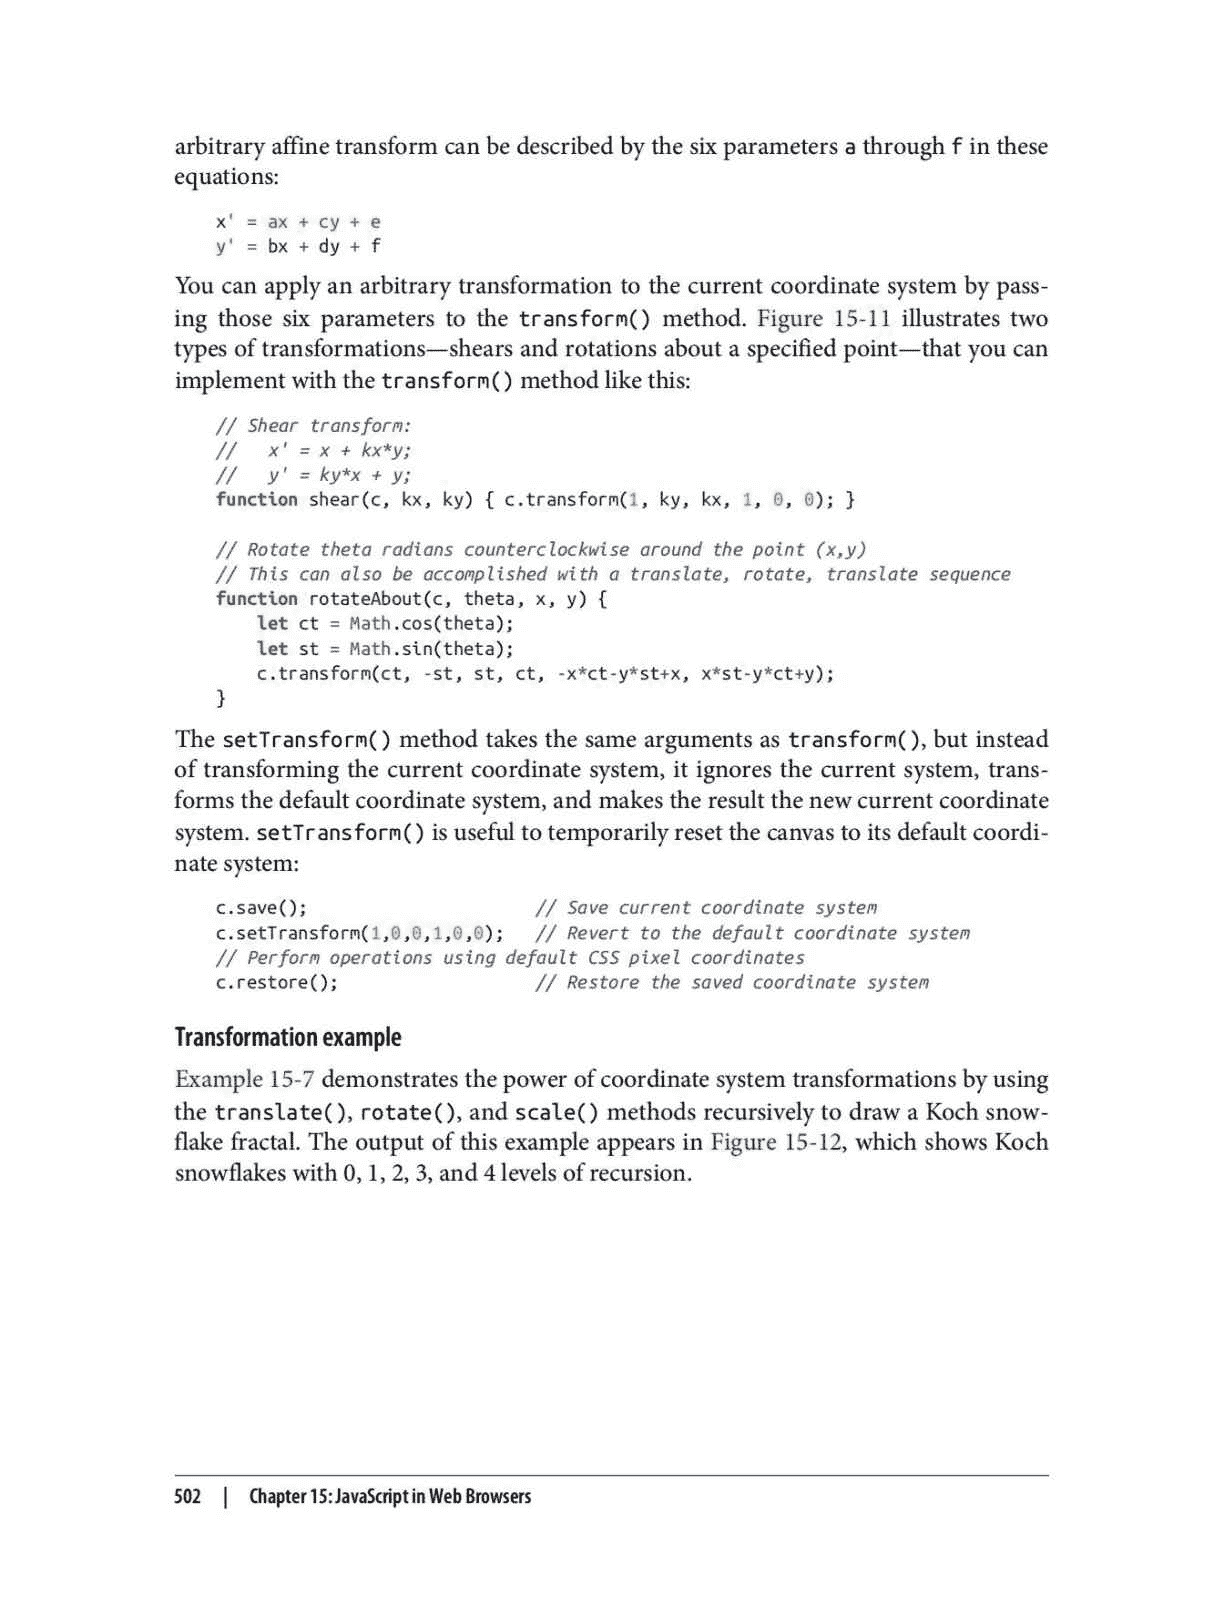 arbitrary affine transform can be described by the six parameters a through f in these
equations:
x' = ax + cy + e
y' = bx + dy + f
You can apply an arbitrary transformation to the current coordinate system by pass-
ing those six parameters to the transform() method. Figure 15-11 illustrates two
types of transformations—shears and rotations about a specified point—that you can
implement with the transform() method like this:
// Shear transform:
//   x' = x + kx*y;
//   y' = ky*x + y;
function shear(c, kx, ky) { c.transform(1, ky, kx, 1, 0, 0); }
// Rotate theta radians counterclockwise around the point (x,y)
// This can also be accomplished with a translate, rotate, translate sequence
function rotateAbout(c, theta, x, y) {
    let ct = Math.cos(theta);
    let st = Math.sin(theta);
    c.transform(ct, -st, st, ct, -x*ct-y*st+x, x*st-y*ct+y);
}
The setTransform() method takes the same arguments as transform(), but instead
of transforming the current coordinate system, it ignores the current system, trans-
forms the default coordinate system, and makes the result the new current coordinate
system. setTransform() is useful to temporarily reset the canvas to its default coordi-
nate system:
c.save();                      // Save current coordinate system
c.setTransform(1,0,0,1,0,0);   // Revert to the default coordinate system
// Perform operations using default CSS pixel coordinates
c.restore();                   // Restore the saved coordinate system
Transformation example
Example 15-7 demonstrates the power of coordinate system transformations by using
the translate(), rotate(), and scale() methods recursively to draw a Koch snow-
flake fractal. The output of this example appears in Figure 15-12, which shows Koch
snowflakes with 0, 1, 2, 3, and 4 levels of recursion.
502 | Chapter 15: JavaScript in Web Browsers